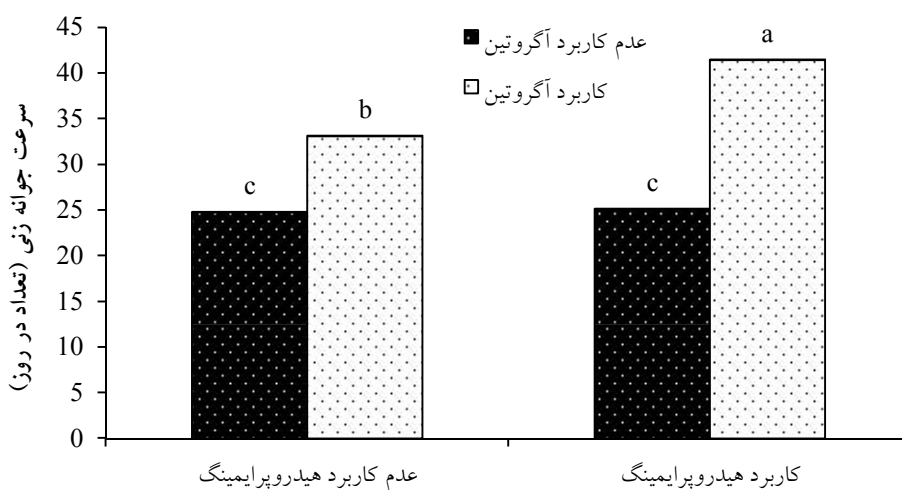 سرعت جوانه زنی (تعداد در روز)
45
40
35
30
25
20
15
10
5
0
عدم کاربرد آگروتین
کاربرد آگروتین
c
b
c
a
عدم کاربرد هیدروپرایمینگ
کاربرد هیدروپرایمینگ